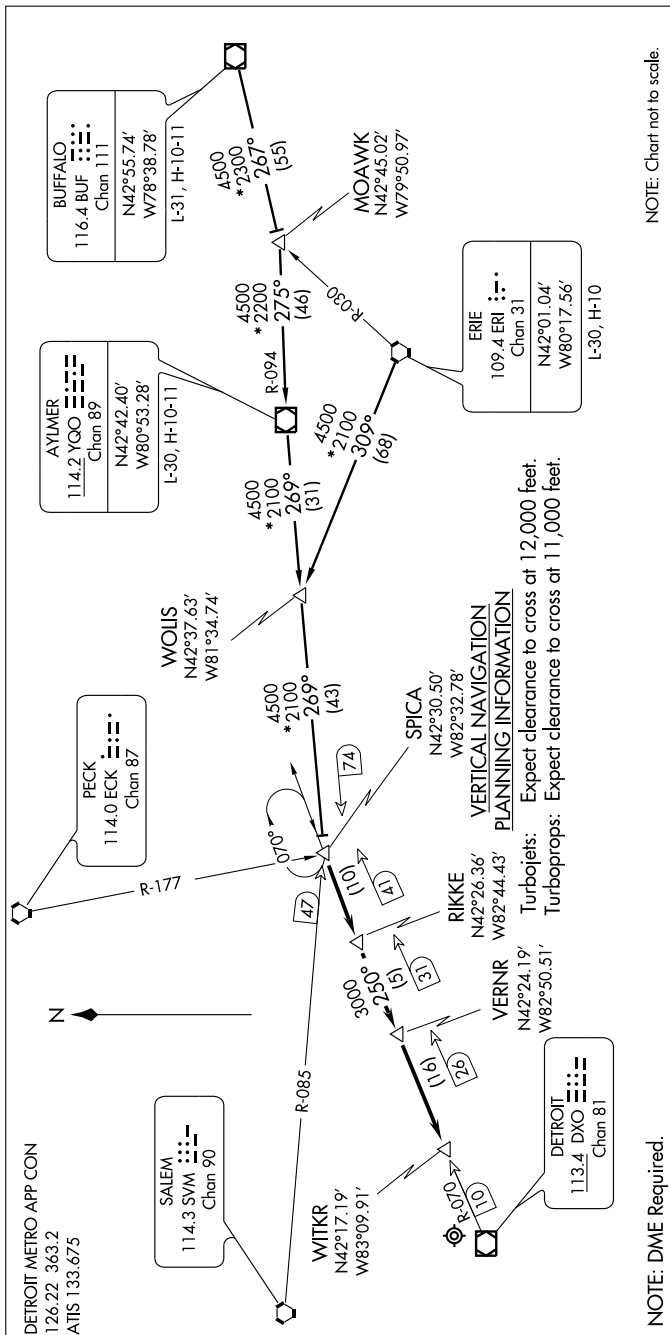 DETROIT METRO APP CON
126.22 363.2
ATIS 133.675
SALEM
114.3 SVM
Chan 90
R-085
N
PECK
114.0 ECK
Chan 87
R-177
AYLMER
114.2 YQO
Chan 89
N42°42.40'
W80°53.28'
L-30, H-10-11
BUFFALO
116.4 BUF
Chan 111
N42°55.74'
W78°38.78'
L-31, H-10-11
4500
*2300
267°
(55)
MOAWK
N42°45.02'
W79°50.97'
4500
*2200
275°
(46)
R-094
R-030
ERIE
109.4 ERI
Chan 31
N42°01.04'
W80°17.56'
L-30, H-10
4500
*2100
309°
(68)
4500
*2100
269°
(31)
WOLIS
N42°37.63'
W81°34.74'
4500
*2100
269°
(43)
070°
47
74
SPICA
N42°30.50'
W82°32.78'
(10)
41
RIKKE
N42°26.36'
W82°44.43'
3000
250°
(5)
31
VERNR
N42°24.19'
W82°50.51'
(16)
26
WITKR
N42°17.19'
W83°09.91'
R-070
10
DETROIT
113.4 DXO
Chan 81
VERTICAL NAVIGATION
PLANNING INFORMATION
Turbojets: Expect clearance to cross at 12,000 feet.
Turboprops: Expect clearance to cross at 11,000 feet.
NOTE: DME Required.
NOTE: Chart not to scale.